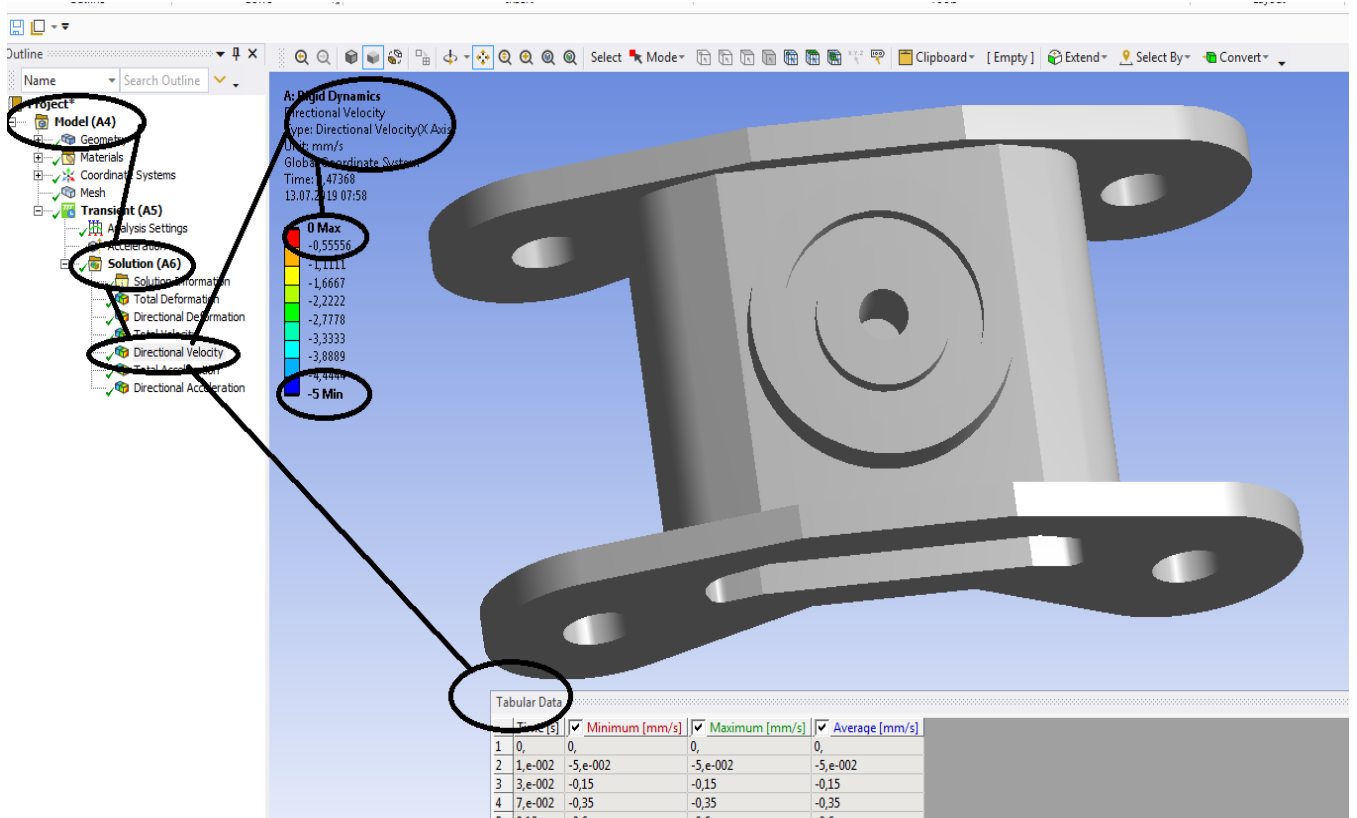 Outline
Name
Search Outline
Project*
Model (A4)
Geometry
Materials
Coordinate Systems
Mesh
Transient (A5)
Analysis Settings
Acceleration
Solution (A6)
Solution Information
Total Deformation
Directional Deformation
Total Velocity
Directional Velocity
Total Acceleration
Directional Acceleration
Select Mode Clipboard [ Empty ] Extend Select By Convert
A: Rigid Dynamics
Directional Velocity
Type: Directional Velocity(X Axis)
Unit: mm/s
Global Coordinate System
Time: ,47368
13.07.2019 07:58
0 Max
-0,55556
-1,1111
-1,6667
-2,2222
-2,7778
-3,3333
-3,8889
-4,4444
-5 Min
Tabular Data
Time [s] Minimum [mm/s] Maximum [mm/s] Average [mm/s]
1 0, 0, 0, 0,
2 1,e-002 -5,e-002 -5,e-002 -5,e-002
3 3,e-002 -0,15 -0,15 -0,15
4 7,e-002 -0,35 -0,35 -0,35